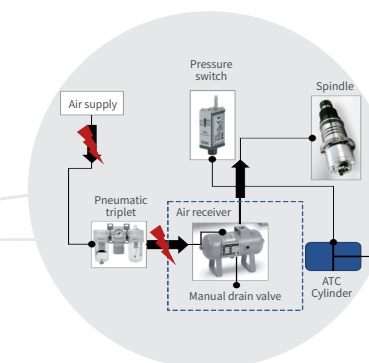 Pressure
switch
Spindle
Air supply
Pneumatic
triplet
Air receiver
Manual drain valve
ATC
Cylinder